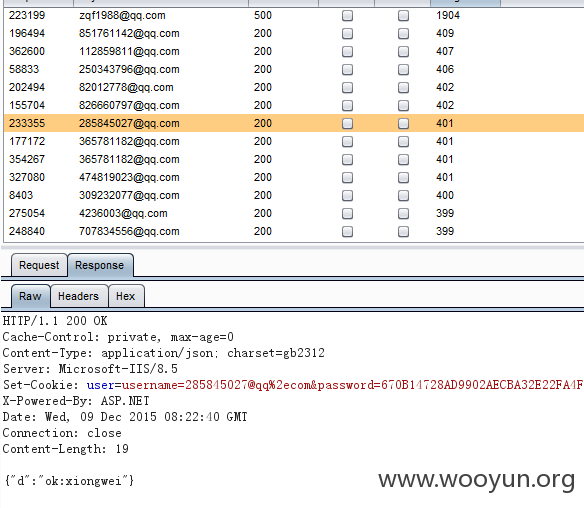 223199 zqf1988@qq.com 500 1904
196494 851761142@qq.com 200 409
362600 112859811@qq.com 200 407
58833 250343796@qq.com 200 406
202494 82012778@qq.com 200 402
155704 826660797@qq.com 200 402
233355 285845027@qq.com 200 401
177172 365781182@qq.com 200 401
354267 365781182@qq.com 200 401
327080 474819023@qq.com 200 401
8403 309232077@qq.com 200 400
275054 4236003@qq.com 200 399
248840 707834556@qq.com 200 399
Request Response
Raw Headers Hex
HTTP/1.1 200 OK
Cache-Control: private, max-age=0
Content-Type: application/json; charset=gb2312
Server: Microsoft-IIS/8.5
Set-Cookie: user=username=285845027@qq%2ecom&password=670B14728AD9902AECBA32E22FA4F
X-Powered-By: ASP.NET
Date: Wed, 09 Dec 2015 08:22:40 GMT
Connection: close
Content-Length: 19
{"d":"ok:xiongwei"}
www.wooyun.org